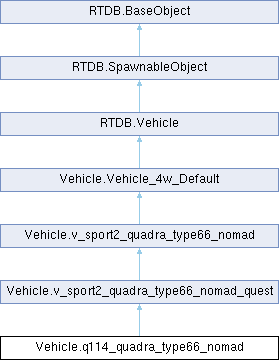 RTDB.BaseObject
RTDB.SpawnableObject
RTDB.Vehicle
Vehicle.Vehicle_4w_Default
Vehicle.v_sport2_quadra_type66_nomad
Vehicle.v_sport2_quadra_type66_nomad_quest
Vehicle.q114_quadra_type66_nomad